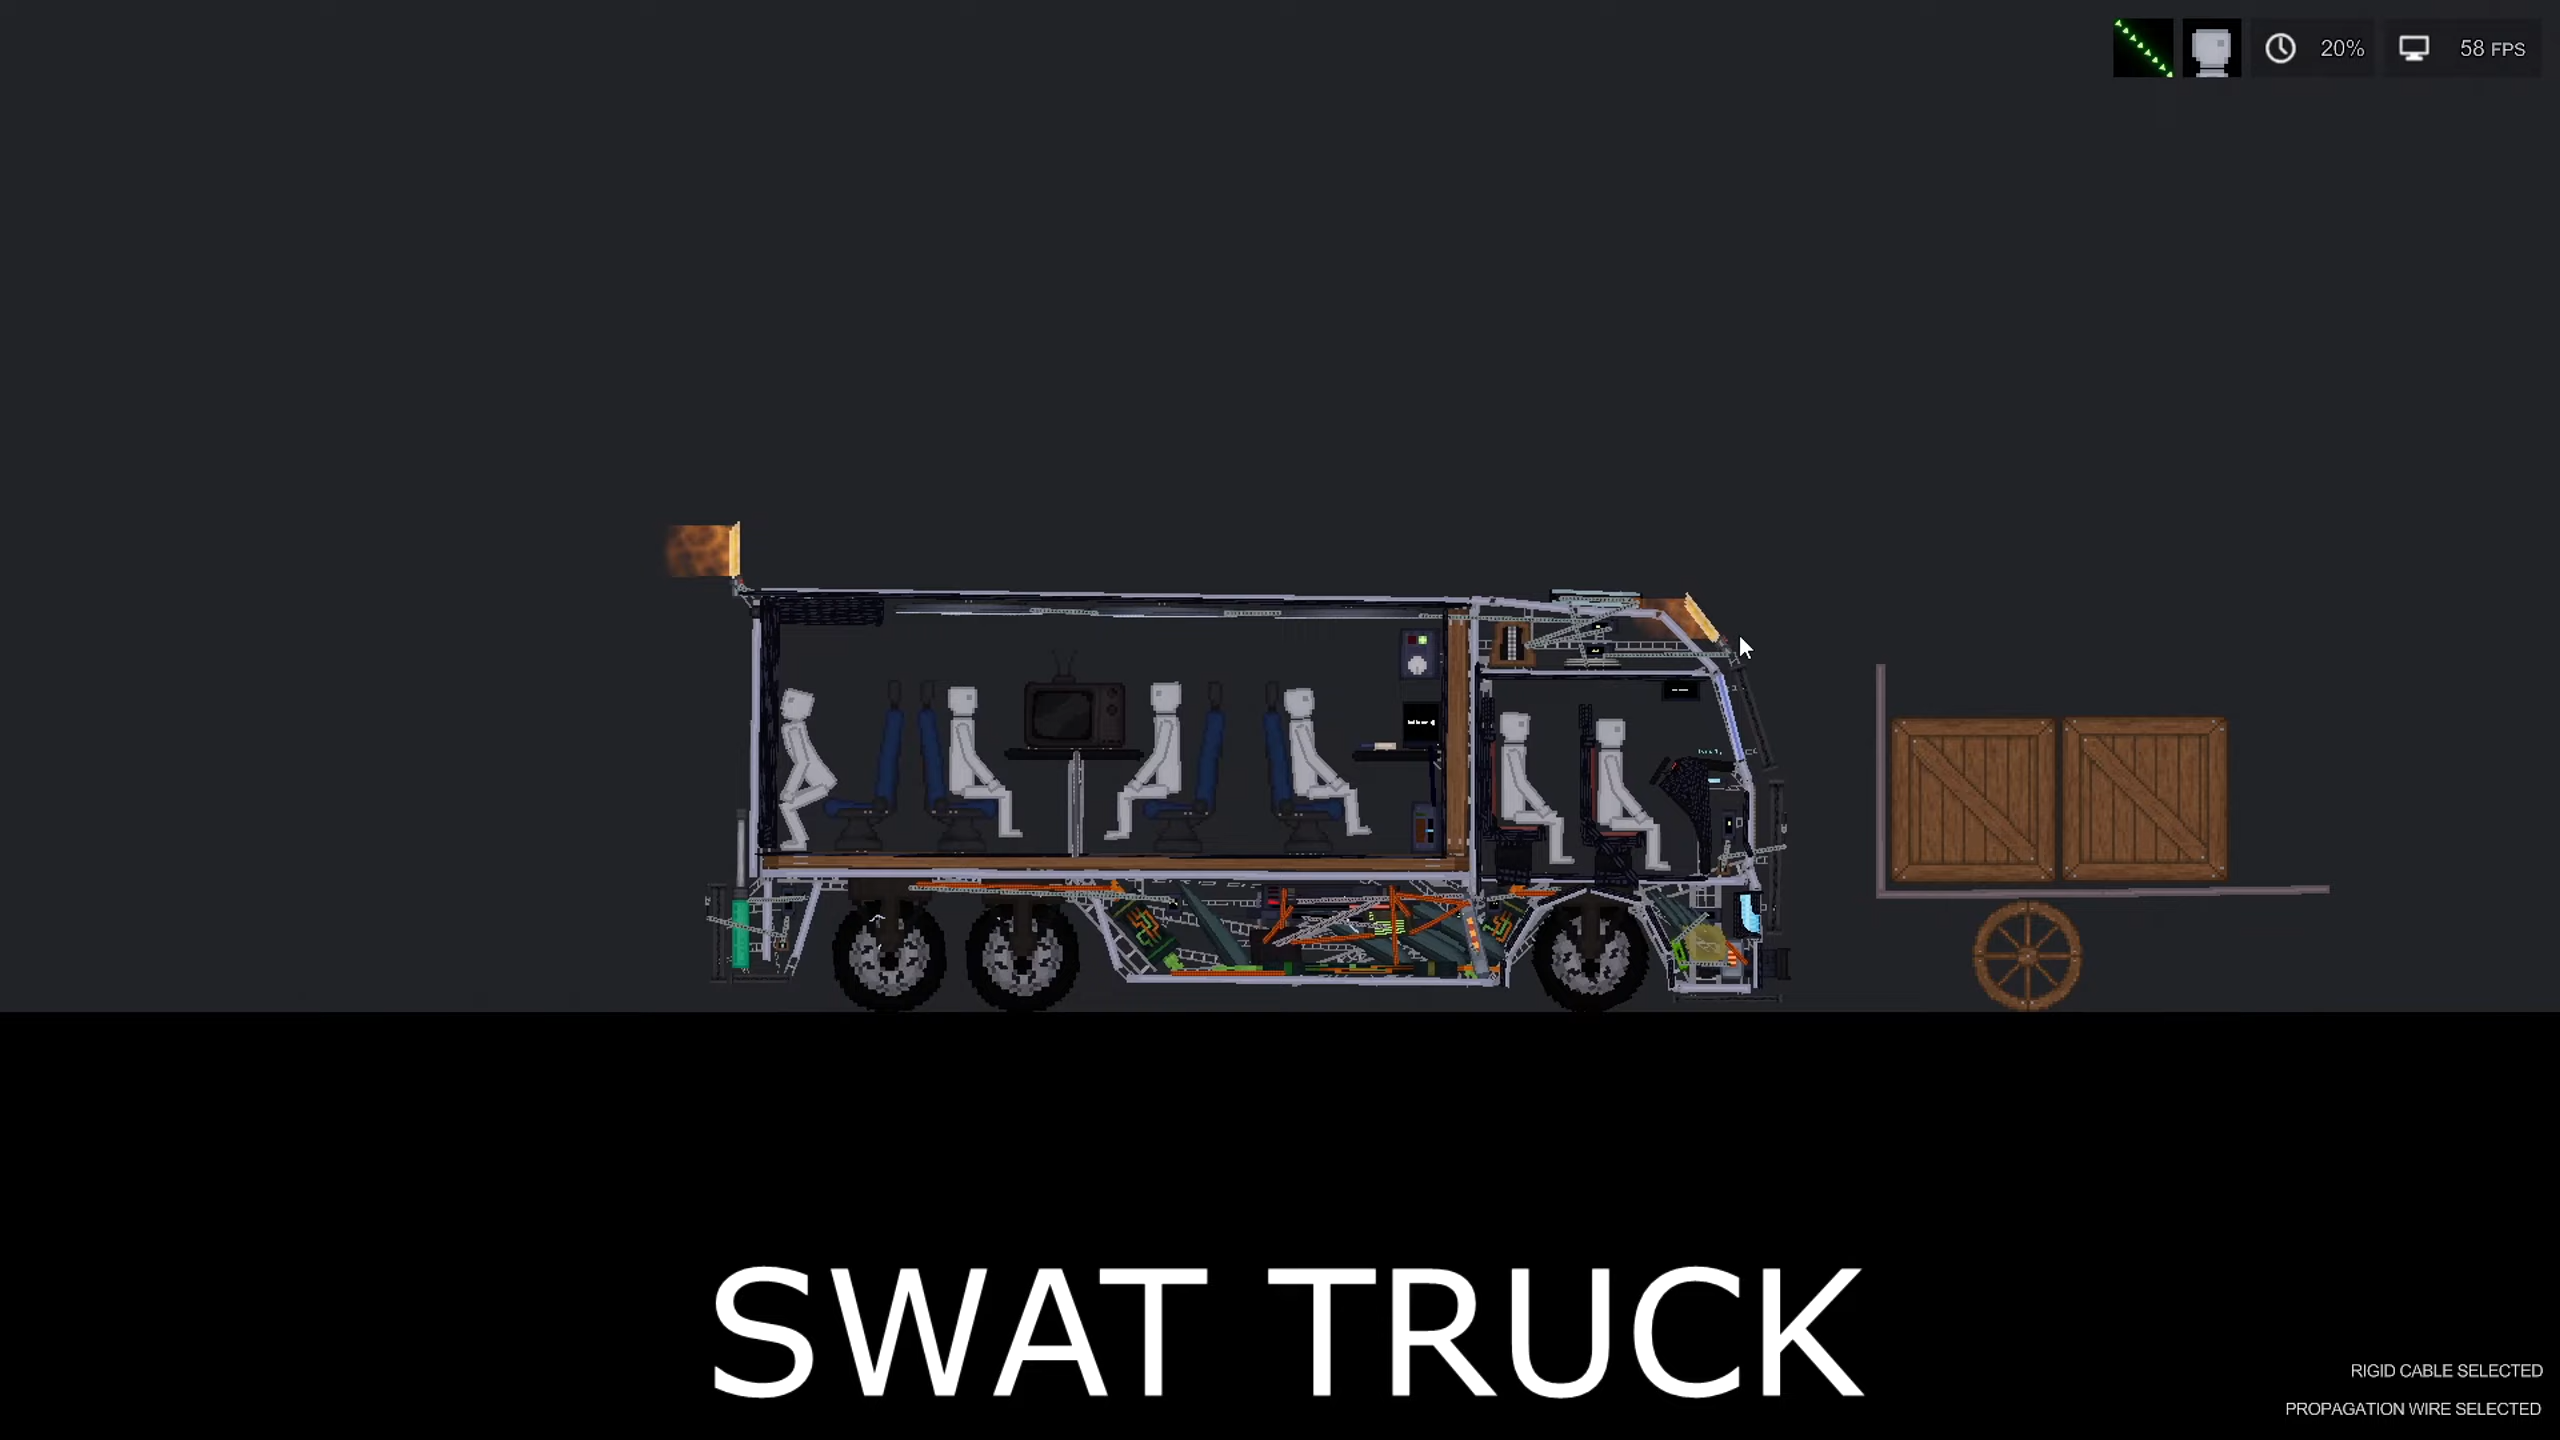 20%
58 FPS
SWAT TRUCK
RIGID CABLE SELECTED
PROPAGATION WIRE SELECTED